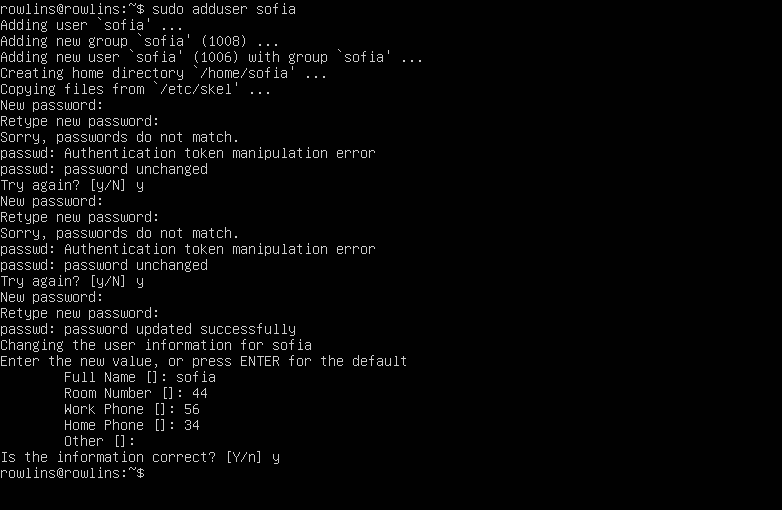 rowlins@rowlins:~$ sudo adduser sofia
Adding user `sofia' ...
Adding new group `sofia' (1008) ...
Adding new user `sofia' (1006) with group `sofia' ...
Creating home directory `/home/sofia' ...
Copying files from `/etc/skel' ...
New password:
Retype new password:
Sorry, passwords do not match.
passwd: Authentication token manipulation error
passwd: password unchanged
Try again? [y/N] y
New password:
Retype new password:
Sorry, passwords do not match.
passwd: Authentication token manipulation error
passwd: password unchanged
Try again? [y/N] y
New password:
Retype new password:
passwd: password updated successfully
Changing the user information for sofia
Enter the new value, or press ENTER for the default
        Full Name []: sofia
        Room Number []: 44
        Work Phone []: 56
        Home Phone []: 34
        Other []:
Is the information correct? [Y/n] y
rowlins@rowlins:~$